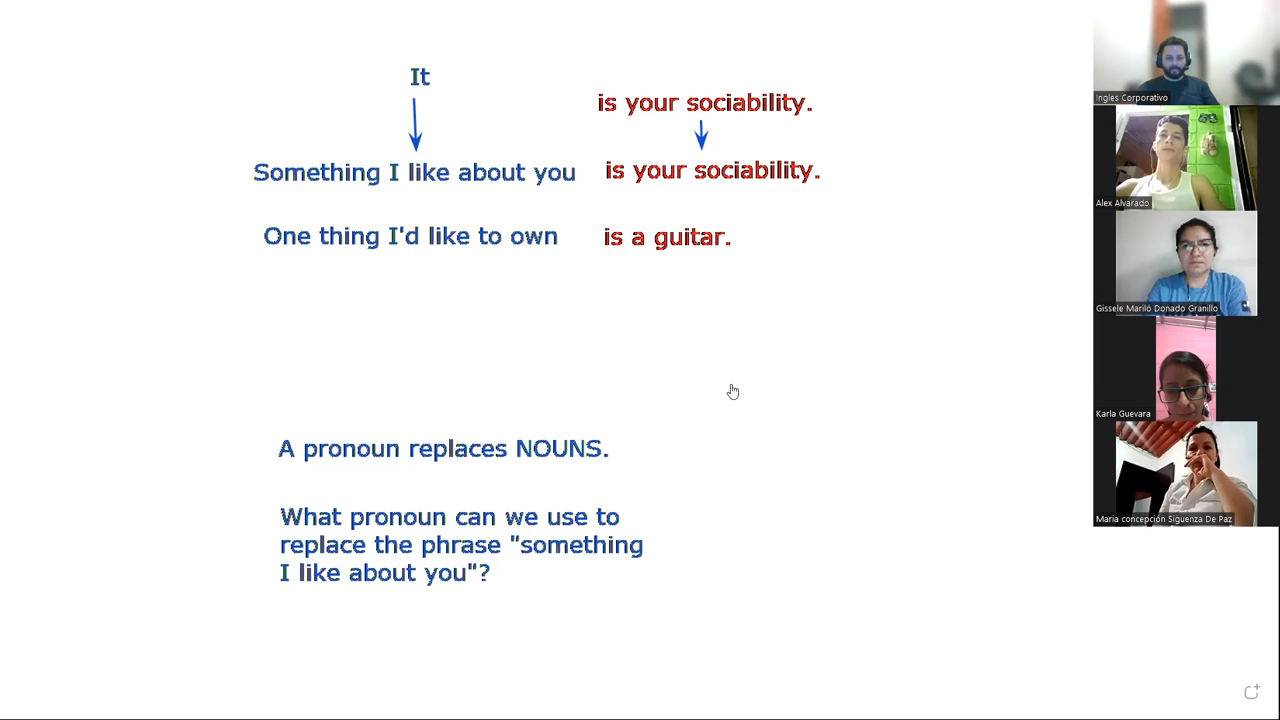 It
is your sociability.
Something I like about you is your sociability.
One thing I'd like to own is a guitar.
A pronoun replaces NOUNS.
What pronoun can we use to
replace the phrase "something
I like about you"?
Ingles Corporativo
Alex Alvarado
Gissele Mariló Donado Granillo
Karla Guevara
Maria concepción Siguenza De Paz